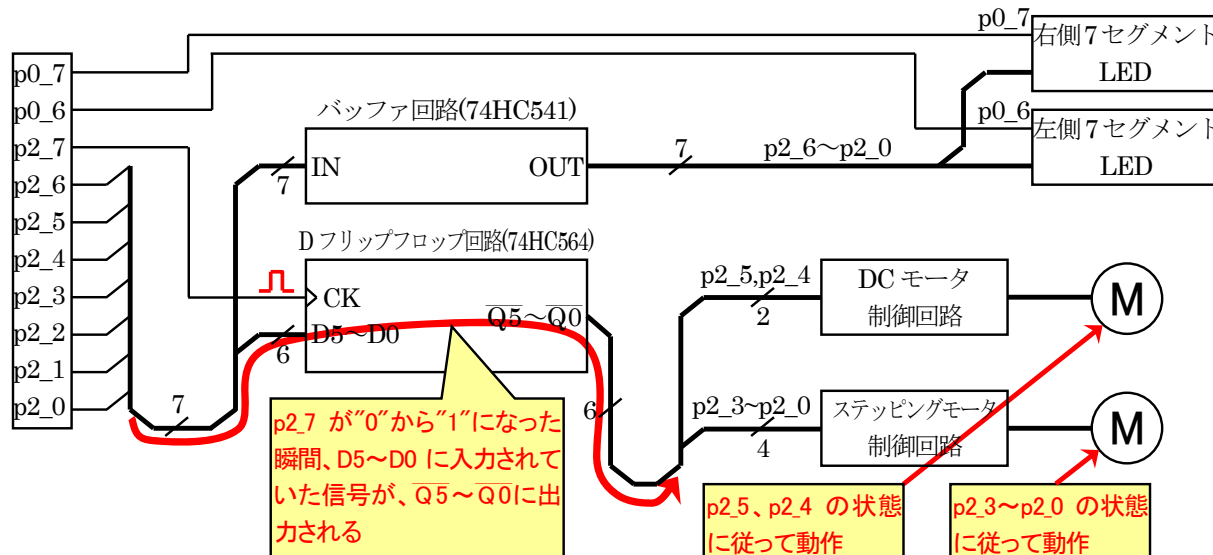 p0_7
右側7セグメント
LED
p0_7
p0_6
p2_7
p2_6
p2_5
p2_4
p2_3
p2_2
p2_1
p2_0
バッファ回路(74HC541)
IN
OUT
7
7
p2_6～p2_0
p0_6
左側7セグメント
LED
Dフリップフロップ回路(74HC564)
CK
D5～D0
Q5～Q0
6
7
6
p2_5,p2_4
2
DCモータ
制御回路
M
p2_3~p2_0
4
ステッピングモータ
制御回路
M
p2_7 が"0"から"1"になった
瞬間、D5～D0 に入力されて
いた信号が、Q5～Q0に出
力される
p2_5、p2_4 の状態
に従って動作
p2_3～p2_0 の状態
に従って動作